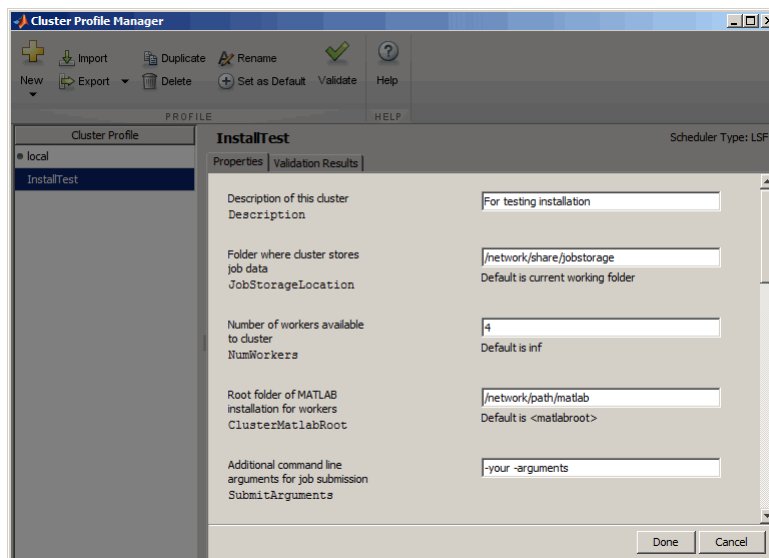 Cluster Profile Manager
Import
Duplicate
Rename
New
Export
Delete
Set as Default
Validate
Help
PROFILE
HELP
Cluster Profile
local
InstallTest
InstallTest
Scheduler Type: LSF
Properties
Validation Results
Description of this cluster
Description
For testing installation
Folder where cluster stores
job data
JobStorageLocation
/network/share/jobstorage
Default is current working folder
Number of workers available
to cluster
NumWorkers
4
Default is inf
Root folder of MATLAB
installation for workers
ClusterMatlabRoot
/network/path/matlab
Default is <matlabroot>
Additional command line
arguments for job submission
SubmitArguments
-your -arguments
Done
Cancel